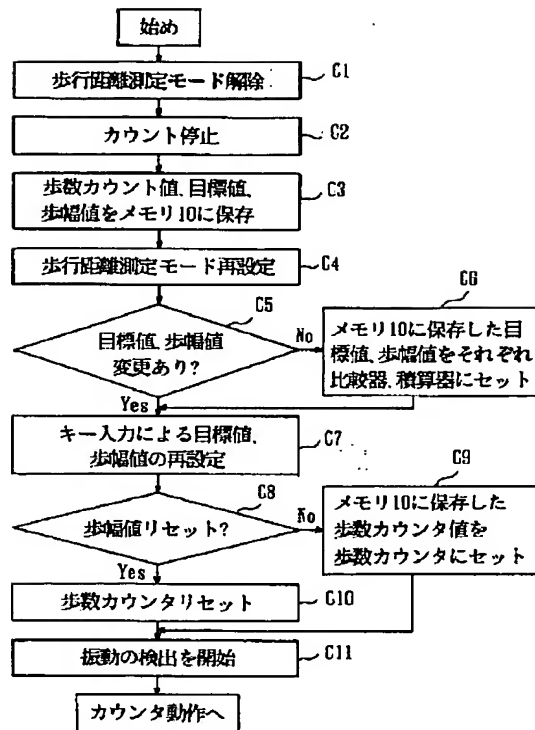 始め
歩行距離測定モード解除
C1
カウント停止
C2
歩数カウント値、目標値、
歩幅値をメモリ10に保存
C3
歩行距離測定モード再設定
C4
目標値、歩幅値
変更あり?
C5
No
Yes
メモリ10に保存した目
標値、歩幅値をそれぞれ
比較器、積算器にセット
C6
キー入力による目標値、
歩幅値の再設定
C7
歩幅値リセット?
C8
No
Yes
メモリ10に保存した
歩数カウンタ値を
歩数カウンタにセット
C9
歩数カウンタリセット
C10
振動の検出を開始
C11
カウンタ動作へ